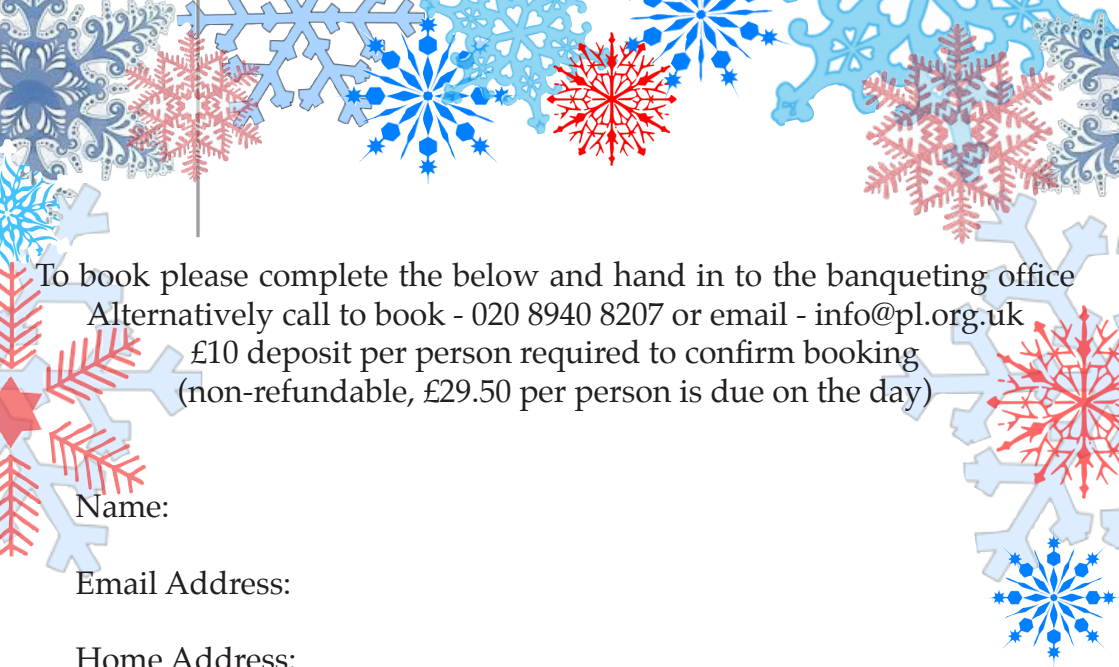 To book please complete the below and hand in to the banqueting office
Alternatively call to book - 020 8940 8207 or email - info@pl.org.uk
£10 deposit per person required to confirm booking
(non-refundable, £29.50 per person is due on the day)
Name:
Email Address:
Home Address: